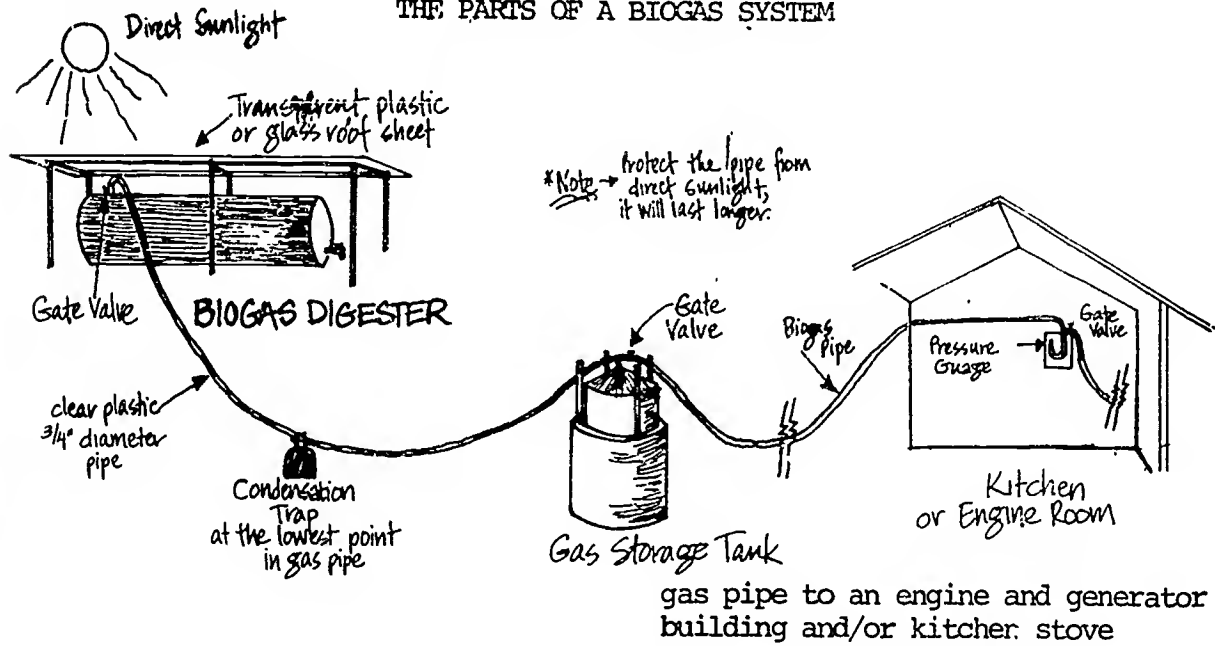 THE PARTS OF A BIOGAS SYSTEM
Direct Sunlight
Transparent plastic
or glass roof sheet
*Note → Protect the pipe from
direct sunlight,
it will last longer.
Gate Valve
BIOGAS DIGESTER
Gate
Valve
Biogas
Pipe
Pressure
Guage
Gate
Valve
clear plastic
3/4" diameter
pipe
Condensation
Trap
at the lowest point
in gas pipe
Gas Storage Tank
Kitchen
or Engine Room
gas pipe to an engine and generator
building and/or kitchen stove